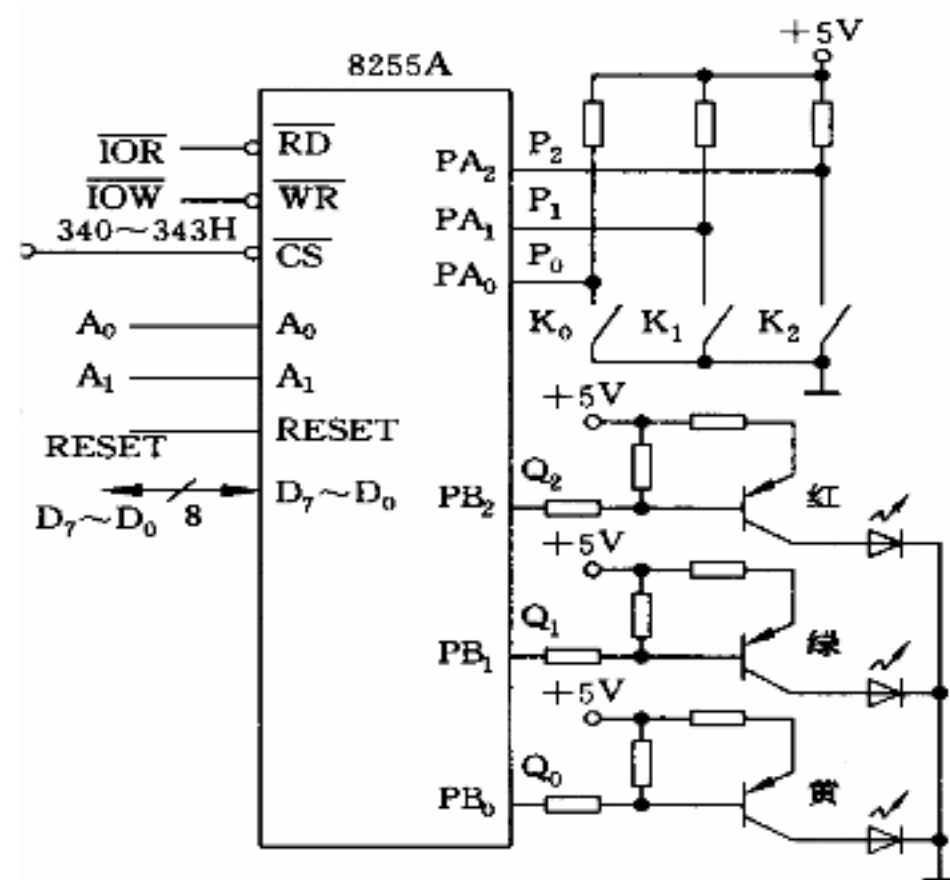 +5V
8255A
IOR RD
PA₂ P₂
IOW WR
340～343H
PA₁ P₁
CS
PA₀ P₀
A₀ A₀
K₀ K₁ K₂
A₁ A₁
+5V
RESET RESET
Q₂
PB₂ 红
D₇～D₀ 8 D₇～D₀
+5V
Q₁
PB₁ 绿
+5V
Q₀
PB₀ 黄